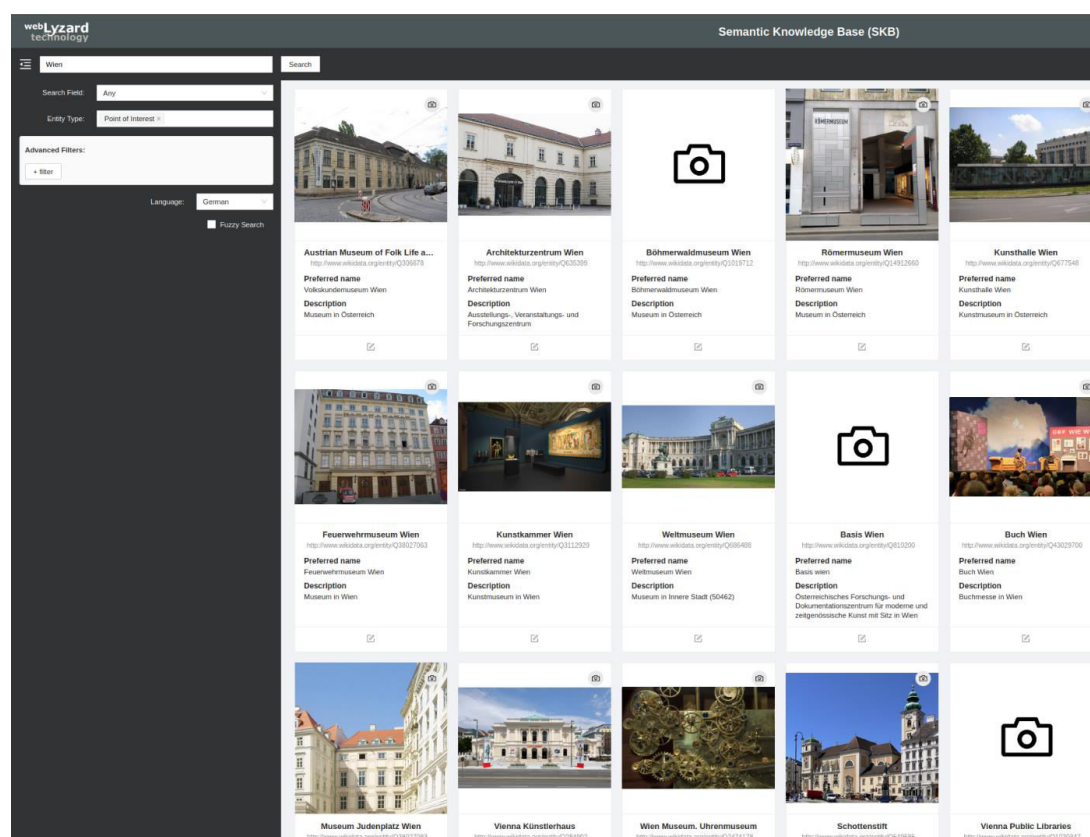 webLyzard
technology
Semantic Knowledge Base (SKB)
Wien
Search
Search Field:
Any
Entity Type:
Point of Interest ×
Advanced Filters:
+ filter
Language:
German
Fuzzy Search
Austrian Museum of Folk Life a...
http://www.wikidata.org/entity/Q306678
Preferred name
Volkskundemuseum Wien
Description
Museum in Österreich
Architekturzentrum Wien
http://www.wikidata.org/entity/Q635398
Preferred name
Architekturzentrum Wien
Description
Ausstellungs-, Veranstaltungs- und
Forschungszentrum
Böhmerwaldmuseum Wien
http://www.wikidata.org/entity/Q1019712
Preferred name
Böhmerwaldmuseum Wien
Description
Museum in Österreich
RÖMERMUSEUM
Römermuseum Wien
http://www.wikidata.org/entity/Q14912660
Preferred name
Römermuseum Wien
Description
Museum in Österreich
Kunsthalle Wien
http://www.wikidata.org/entity/Q677548
Preferred name
Kunsthalle Wien
Description
Kunstmuseum in Österreich
Feuerwehrmuseum Wien
http://www.wikidata.org/entity/Q38027063
Preferred name
Feuerwehrmuseum Wien
Description
Museum in Wien
Kunstkammer Wien
http://www.wikidata.org/entity/Q3112929
Preferred name
Kunstkammer Wien
Description
Kunstmuseum in Wien
Weltmuseum Wien
http://www.wikidata.org/entity/Q686488
Preferred name
Weltmuseum Wien
Description
Museum in Innere Stadt (50462)
Basis Wien
http://www.wikidata.org/entity/Q810200
Preferred name
Basis wien
Description
Österreichisches Forschungs- und
Dokumentationszentrum für moderne und
zeitgenössische Kunst mit Sitz in Wien
Buch Wien
http://www.wikidata.org/entity/Q43029700
Preferred name
Buch Wien
Description
Buchmesse in Wien
Museum Judenplatz Wien
Vienna Künstlerhaus
Wien Museum. Uhrenmuseum
Schottenstift
Vienna Public Libraries